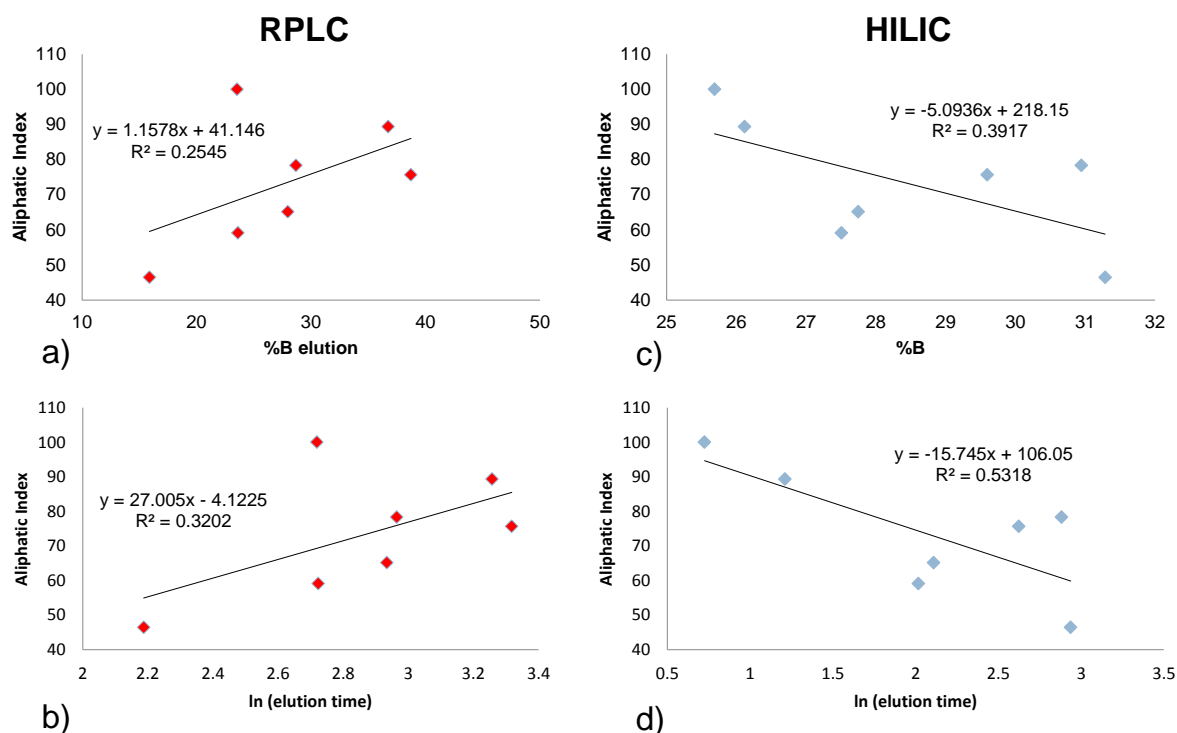 RPLC
110
100
90
80
70
60
50
40
Aliphatic Index
y = 1.1578x + 41.146
R² = 0.2545
10 20 30 40 50
%B elution
a)
HILIC
110
100
90
80
70
60
50
40
Aliphatic Index
y = -5.0936x + 218.15
R² = 0.3917
25 26 27 28 29 30 31 32
%B
c)
110
100
90
80
70
60
50
40
Aliphatic Index
y = 27.005x - 4.1225
R² = 0.3202
2 2.2 2.4 2.6 2.8 3 3.2 3.4
ln (elution time)
b)
110
100
90
80
70
60
50
40
Aliphatic Index
y = -15.745x + 106.05
R² = 0.5318
0.5 1 1.5 2 2.5 3 3.5
ln (elution time)
d)